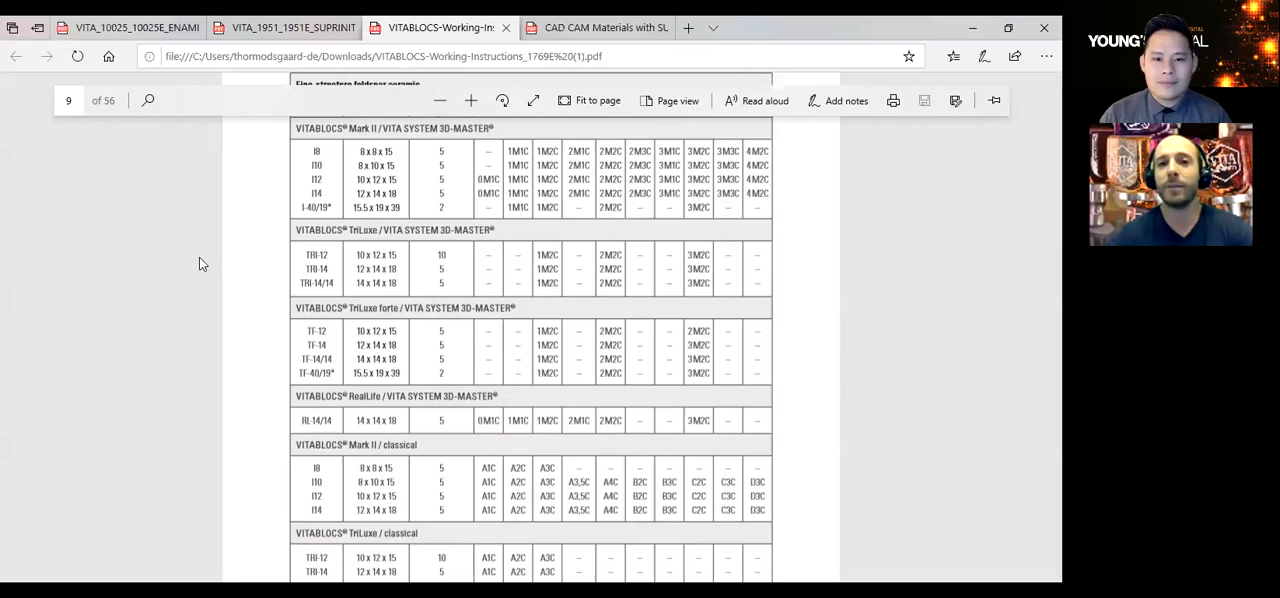 VITA_10025_10025E_ENAMI
VITA_1951_1951E_SUPRINIT
VITABLOCS-Working-Ins
CAD CAM Materials with SU
file:///C:/Users/thormodsgaard-de/Downloads/VITABLOCS-Working-Instructions_1769E%20(1).pdf
Fine-structure feldspar ceramic
9 of 56 Fit to page Page view Read aloud Add notes
VITABLOCS® Mark II / VITA SYSTEM 3D-MASTER®
I8 8 x 8 x 15 5 – 1M1C 1M2C 2M1C 2M2C 2M3C 3M1C 3M2C 3M3C 4M2C
I10 8 x 10 x 15 5 – 1M1C 1M2C 2M1C 2M2C 2M3C 3M1C 3M2C 3M3C 4M2C
I12 10 x 12 x 15 5 0M1C 1M1C 1M2C 2M1C 2M2C 2M3C 3M1C 3M2C 3M3C 4M2C
I14 12 x 14 x 18 5 0M1C 1M1C 1M2C 2M1C 2M2C 2M3C 3M1C 3M2C 3M3C 4M2C
I-40/19* 15.5 x 19 x 39 2 – 1M1C 1M2C – 2M2C – – 3M2C – –
VITABLOCS® TriLuxe / VITA SYSTEM 3D-MASTER®
TRI-12 10 x 12 x 15 10 – – 1M2C – 2M2C – – 3M2C – –
TRI-14 12 x 14 x 18 5 – – 1M2C – 2M2C – – 3M2C – –
TRI-14/14 14 x 14 x 18 5 – – 1M2C – 2M2C – – 3M2C – –
VITABLOCS® TriLuxe forte / VITA SYSTEM 3D-MASTER®
TF-12 10 x 12 x 15 5 – – 1M2C – 2M2C – – 2M2C – –
TF-14 12 x 14 x 18 5 – – 1M2C – 2M2C – – 3M2C – –
TF-14/14 14 x 14 x 18 5 – – 1M2C – 2M2C – – 3M2C – –
TF-40/19* 15.5 x 19 x 39 2 – – 1M2C – 2M2C – – 3M2C – –
VITABLOCS® RealLife / VITA SYSTEM 3D-MASTER®
RL-14/14 14 x 14 x 18 5 0M1C 1M1C 1M2C 2M1C 2M2C – – 3M2C – –
VITABLOCS® Mark II / classical
I8 8 x 8 x 15 5 A1C A2C A3C – – – – – – –
I10 8 x 10 x 15 5 A1C A2C A3C A3,5C A4C B2C B3C C2C C3C D3C
I12 10 x 12 x 15 5 A1C A2C A3C A3,5C A4C B2C B3C C2C C3C D3C
I14 12 x 14 x 18 5 A1C A2C A3C A3,5C A4C B2C B3C C2C C3C D3C
VITABLOCS® TriLuxe / classical
TRI-12 10 x 12 x 15 10 A1C A2C A3C – – – – – – –
TRI-14 12 x 14 x 18 5 A1C A2C A3C – – – – – – –
DIGITAL
YOUNG'S
VITA
VITA